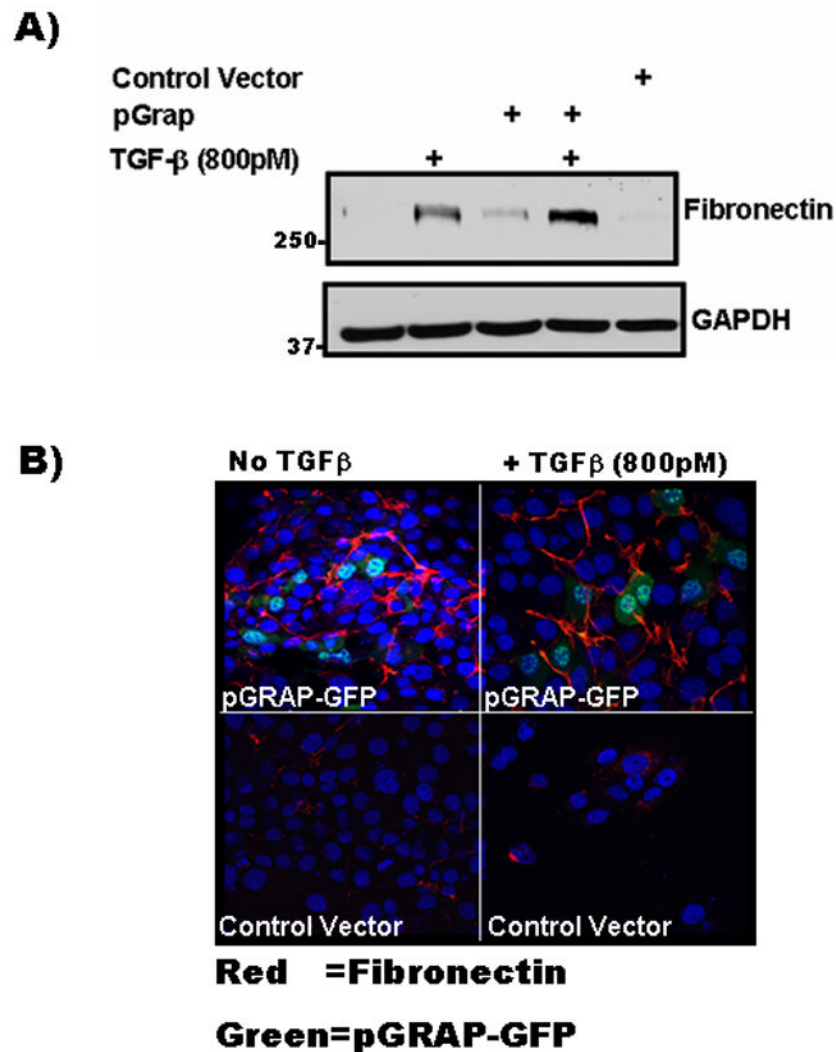 A)
Control Vector +
pGrap + +
TGF-β (800pM) + +
Fibronectin
250-
GAPDH
37-
B)
No TGFβ + TGFβ (800pM)
pGRAP-GFP pGRAP-GFP
Control Vector Control Vector
Red =Fibronectin
Green=pGRAP-GFP